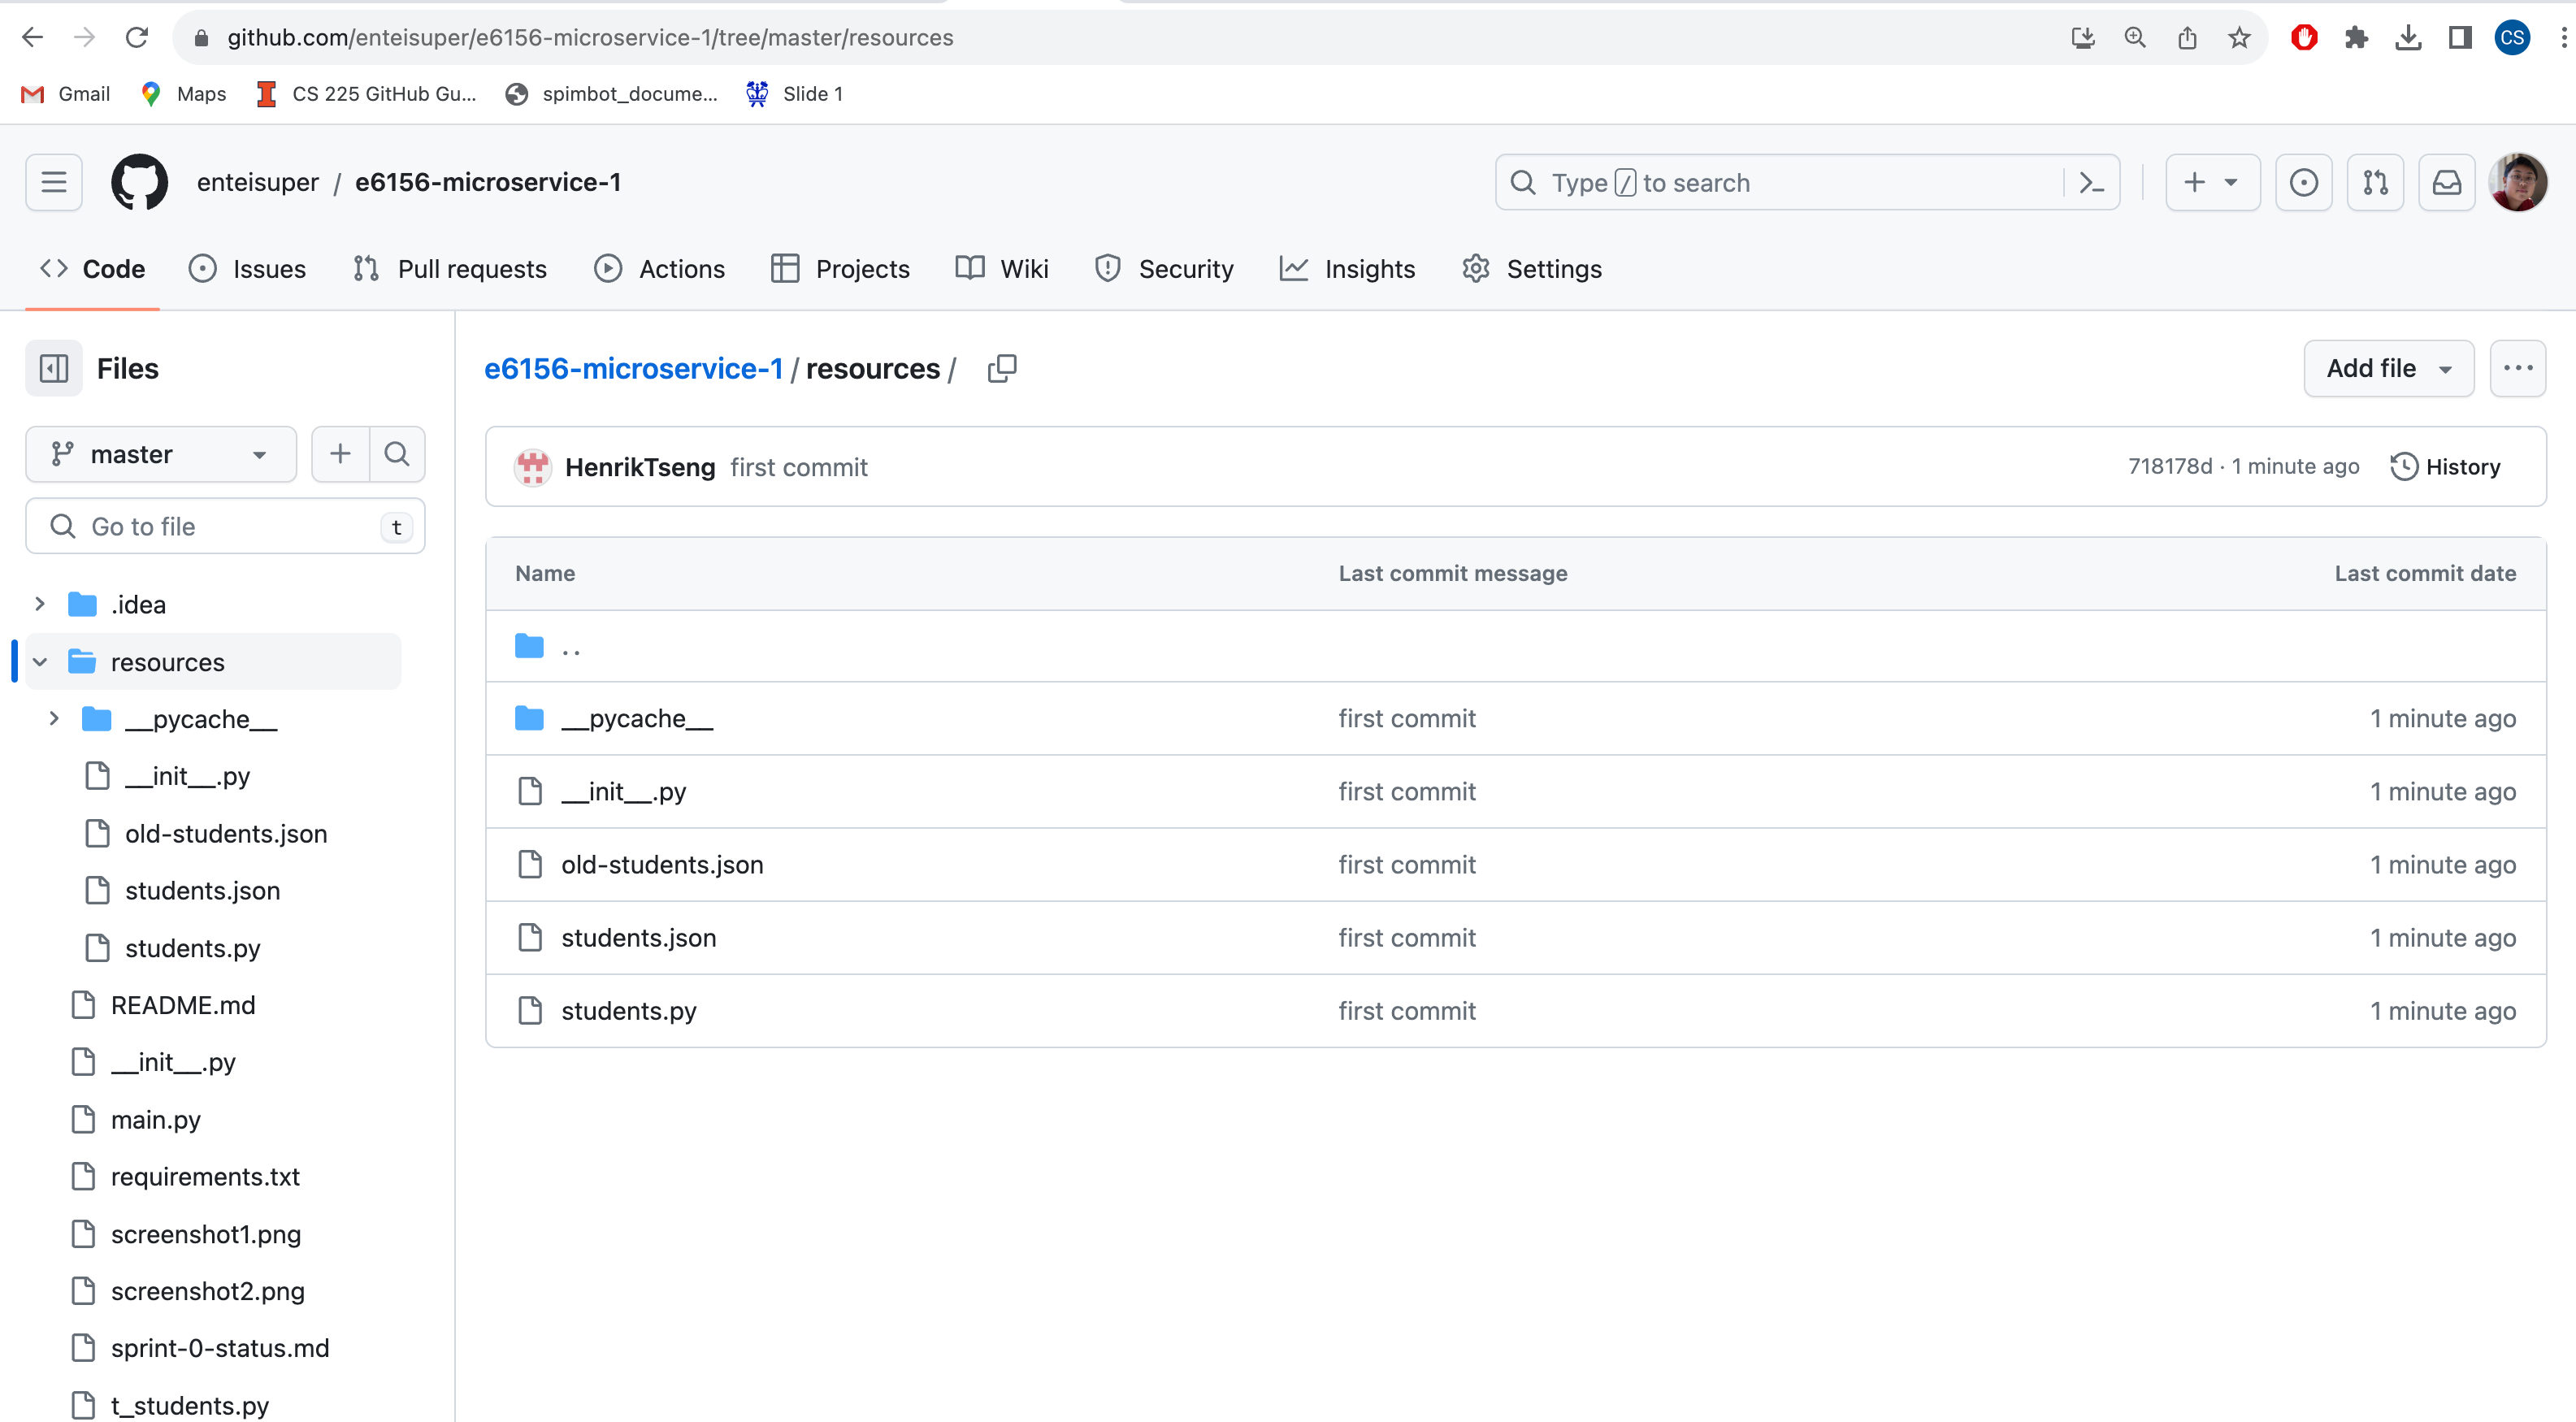 github.com/enteisuper/e6156-microservice-1/tree/master/resources
CS
Gmail
Maps
CS 225 GitHub Gu...
spimbot_docume...
Slide 1
enteisuper / e6156-microservice-1
Type / to search
Code
Issues
Pull requests
Actions
Projects
Wiki
Security
Insights
Settings
Files
master
Go to file
t
.idea
resources
__pycache__
__init__.py
old-students.json
students.json
students.py
README.md
__init__.py
main.py
requirements.txt
screenshot1.png
screenshot2.png
sprint-0-status.md
t_students.py
e6156-microservice-1 / resources /
Add file
HenrikTseng first commit
718178d · 1 minute ago
History
Name Last commit message Last commit date
..
__pycache__ first commit 1 minute ago
__init__.py first commit 1 minute ago
old-students.json first commit 1 minute ago
students.json first commit 1 minute ago
students.py first commit 1 minute ago